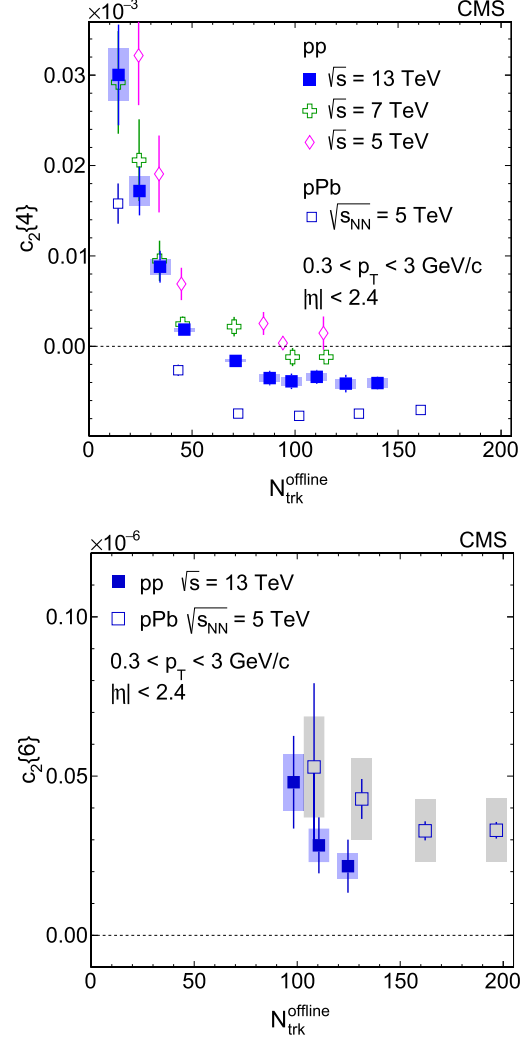 ×10⁻³ CMS
pp
√s = 13 TeV
√s = 7 TeV
√s = 5 TeV
pPb
√s_NN = 5 TeV
0.3 < p_T < 3 GeV/c
|η| < 2.4
c₂{4}
0.03
0.02
0.01
0.00
0 50 100 150 200
N_trk^offline
×10⁻⁶ CMS
pp √s = 13 TeV
pPb √s_NN = 5 TeV
0.3 < p_T < 3 GeV/c
|η| < 2.4
c₂{6}
0.10
0.05
0.00
0 50 100 150 200
N_trk^offline